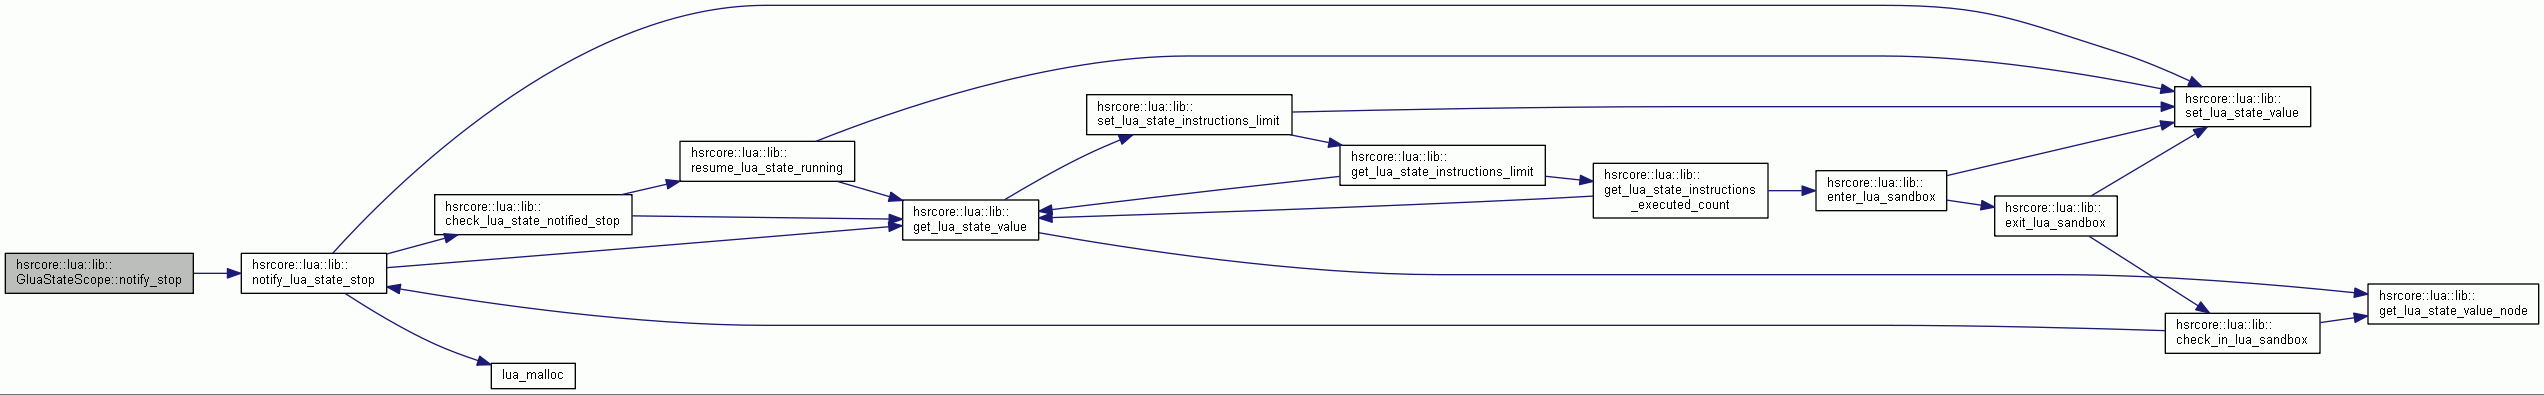 hsrcore::lua::lib::
GluaStateScope::notify_stop
hsrcore::lua::lib::
notify_lua_state_stop
lua_malloc
hsrcore::lua::lib::
check_lua_state_notified_stop
hsrcore::lua::lib::
resume_lua_state_running
hsrcore::lua::lib::
get_lua_state_value
hsrcore::lua::lib::
set_lua_state_instructions_limit
hsrcore::lua::lib::
get_lua_state_instructions_limit
hsrcore::lua::lib::
get_lua_state_instructions
_executed_count
hsrcore::lua::lib::
enter_lua_sandbox
hsrcore::lua::lib::
exit_lua_sandbox
hsrcore::lua::lib::
set_lua_state_value
hsrcore::lua::lib::
check_in_lua_sandbox
hsrcore::lua::lib::
get_lua_state_value_node